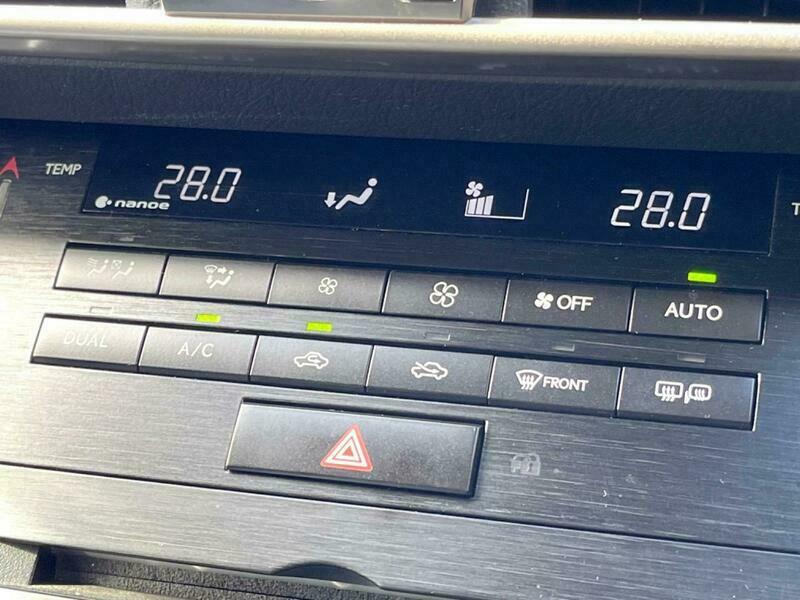 TEMP
28.0
28.0
nanoe
OFF
AUTO
DUAL
A/C
FRONT